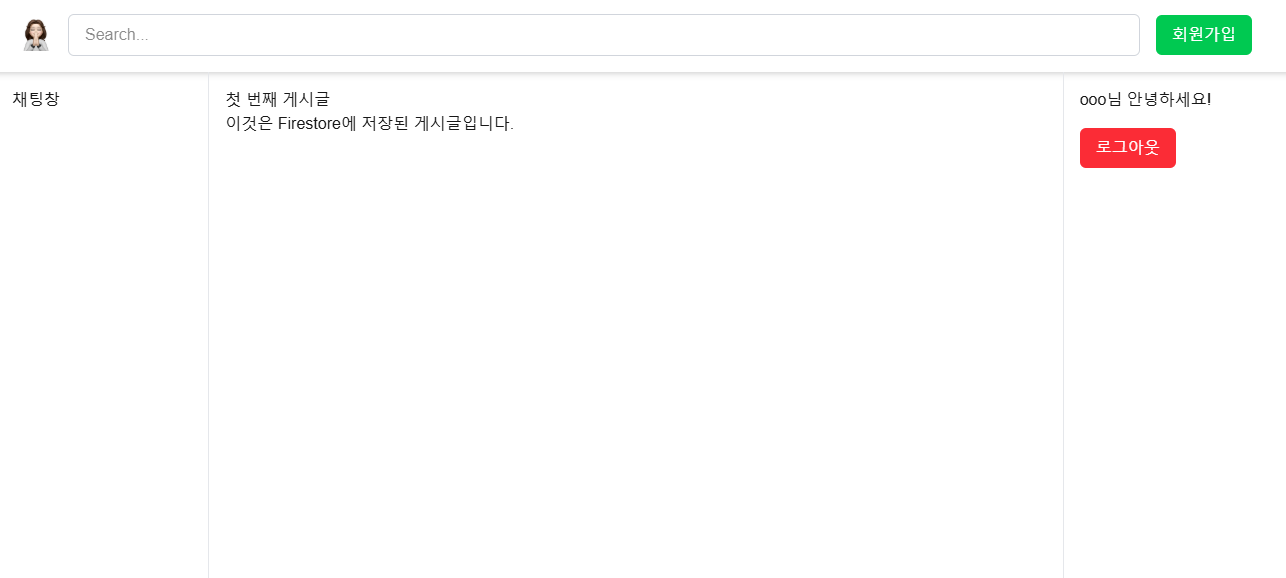 Search...
회원가입
채팅창
첫 번째 게시글
이것은 Firestore에 저장된 게시글입니다.
ooo님 안녕하세요!
로그아웃